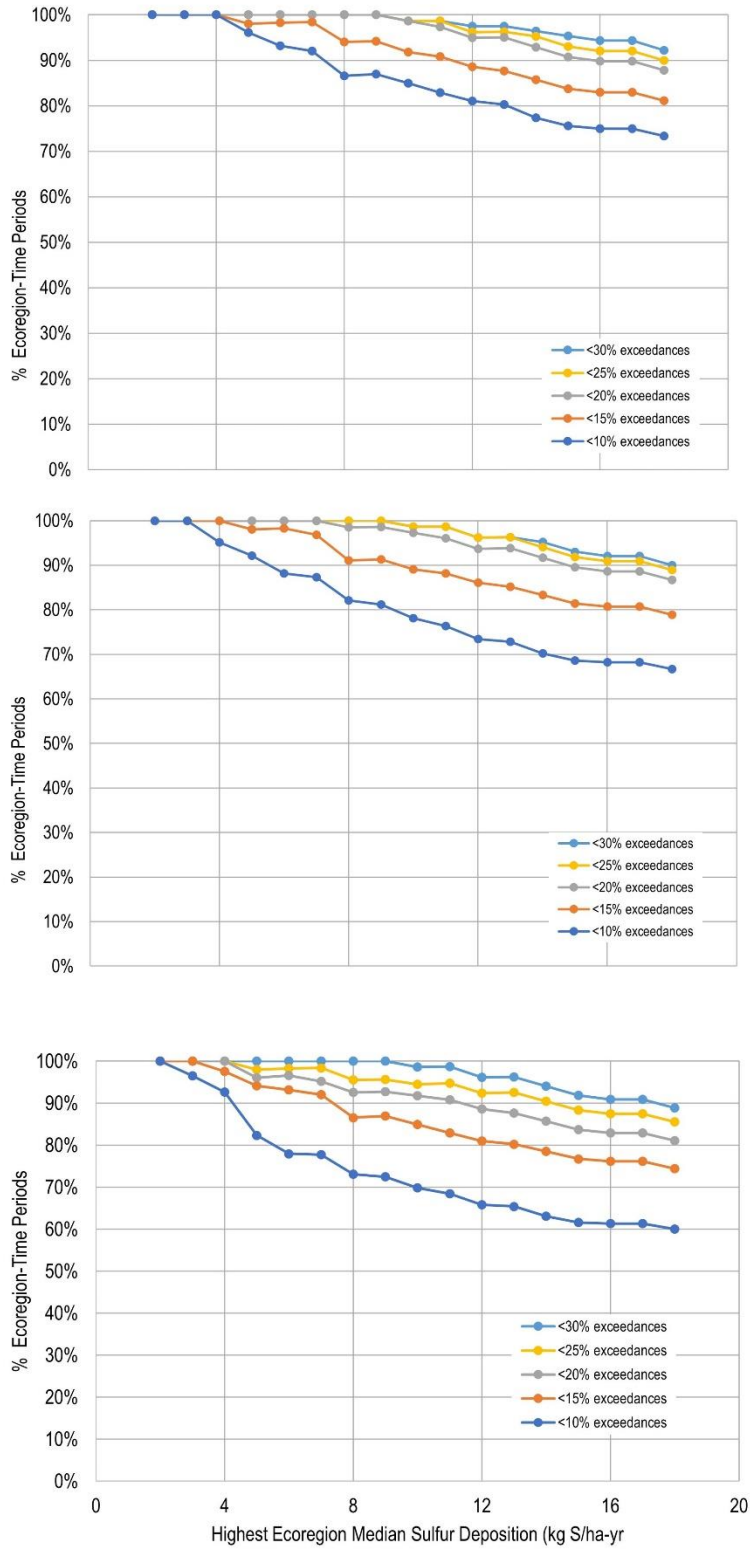 100%
90%
80%
70%
60%
50%
40%
30%
20%
10%
0%
% Ecoregion-Time Periods
<30% exceedances
<25% exceedances
<20% exceedances
<15% exceedances
<10% exceedances
100%
90%
80%
70%
60%
50%
40%
30%
20%
10%
0%
% Ecoregion-Time Periods
<30% exceedances
<25% exceedances
<20% exceedances
<15% exceedances
<10% exceedances
100%
90%
80%
70%
60%
50%
40%
30%
20%
10%
0%
% Ecoregion-Time Periods
<30% exceedances
<25% exceedances
<20% exceedances
<15% exceedances
<10% exceedances
0 4 8 12 16 20
Highest Ecoregion Median Sulfur Deposition (kg S/ha-yr